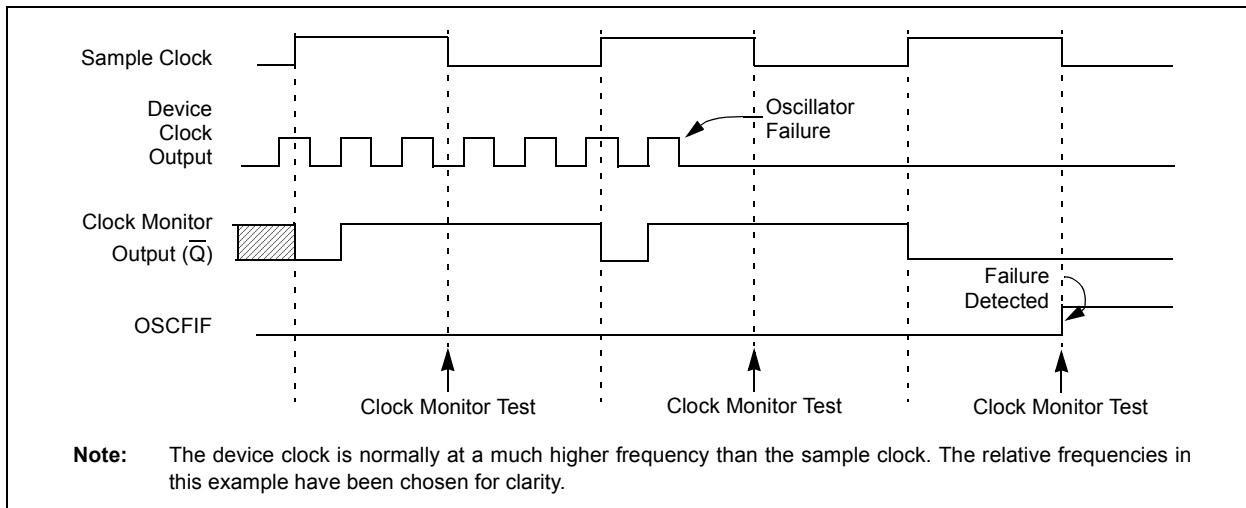 Sample Clock
Device
Clock
Output
Oscillator
Failure
Clock Monitor
Output (Q̅)
Failure
Detected
OSCFIF
Clock Monitor Test
Clock Monitor Test
Clock Monitor Test
Note: The device clock is normally at a much higher frequency than the sample clock. The relative frequencies in
this example have been chosen for clarity.